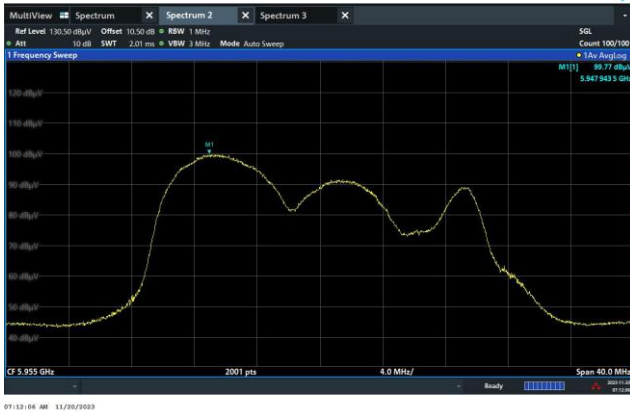 MultiView Spectrum X Spectrum 2 X Spectrum 3 X
Ref Level 130.50 dBµV Offset 10.50 dB RBW 1 MHz SGL
Att 10 dB SWT 2.01 ms VBW 3 MHz Mode Auto Sweep Count 100/100
1 Frequency Sweep 1Av AvgLog
M1[1] 99.77 dBµV
5.947 943 5 GHz
120 dBµV
110 dBµV
M1
100 dBµV
90 dBµV
80 dBµV
70 dBµV
60 dBµV
50 dBµV
40 dBµV
CF 5.955 GHz 2001 pts 4.0 MHz/ Span 40.0 MHz
Ready
07:12:06 AM 11/20/2023